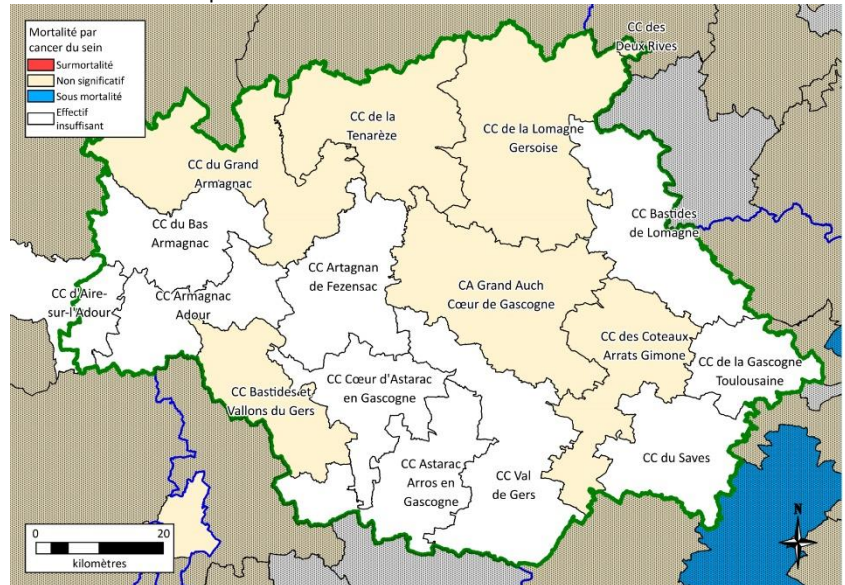 Mortalité par
cancer du sein
Surmortalité
Non significatif
Sous mortalité
Effectif
insuffisant
CC des
Deux Rives
CC de la
Tenarèze
CC de la Lomagne
Gersoise
CC du Grand
Armagnac
CC du Bas
Armagnac
CC Bastides
de Lomagne
CC Artagnan
de Fezensac
CA Grand Auch
Cœur de Gascogne
CC d'Aire-
sur-l'Adour
CC Armagnac
Adour
CC des Coteaux
Arrats Gimone
CC de la Gascogne
Toulousaine
CC Bastides et
Vallons du Gers
CC Cœur d'Astarac
en Gascogne
CC Astarac
Arros en
Gascogne
CC Val
de Gers
CC du Saves
N
0 20
kilomètres